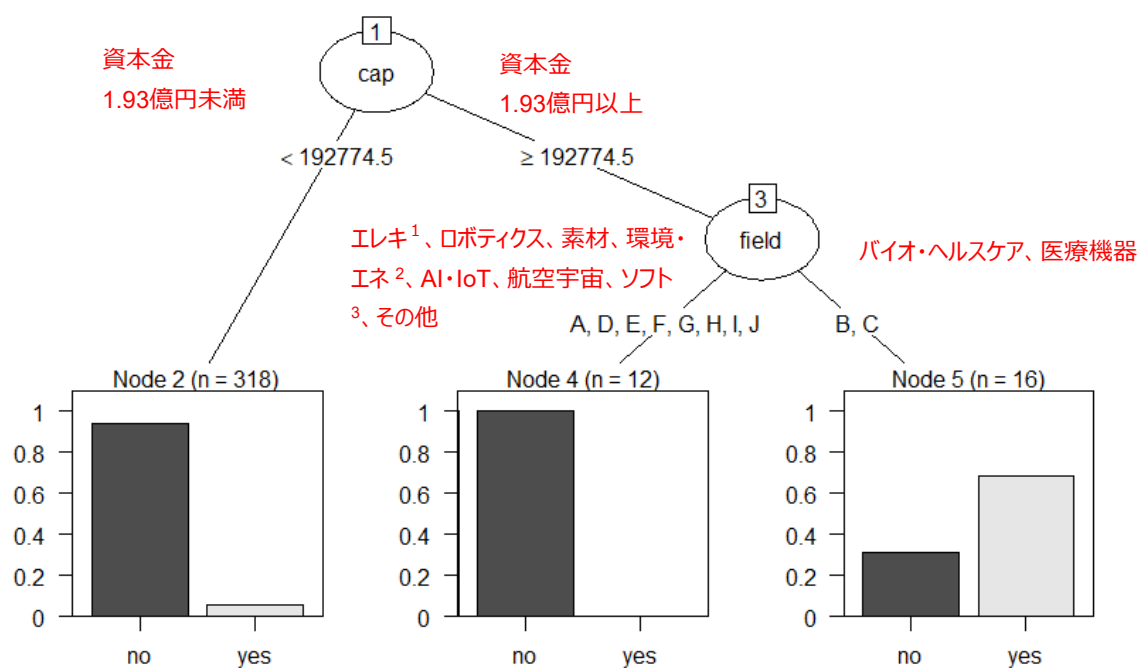 1
cap
資本金
1.93億円未満
資本金
1.93億円以上
< 192774.5
≥ 192774.5
3
field
エレキ¹、ロボティクス、素材、環境・
エネ²、AI・IoT、航空宇宙、ソフト
³、その他
バイオ・ヘルスケア、医療機器
A, D, E, F, G, H, I, J
B, C
Node 2 (n = 318)
1
0.8
0.6
0.4
0.2
0
no yes
Node 4 (n = 12)
1
0.8
0.6
0.4
0.2
0
no yes
Node 5 (n = 16)
1
0.8
0.6
0.4
0.2
0
no yes